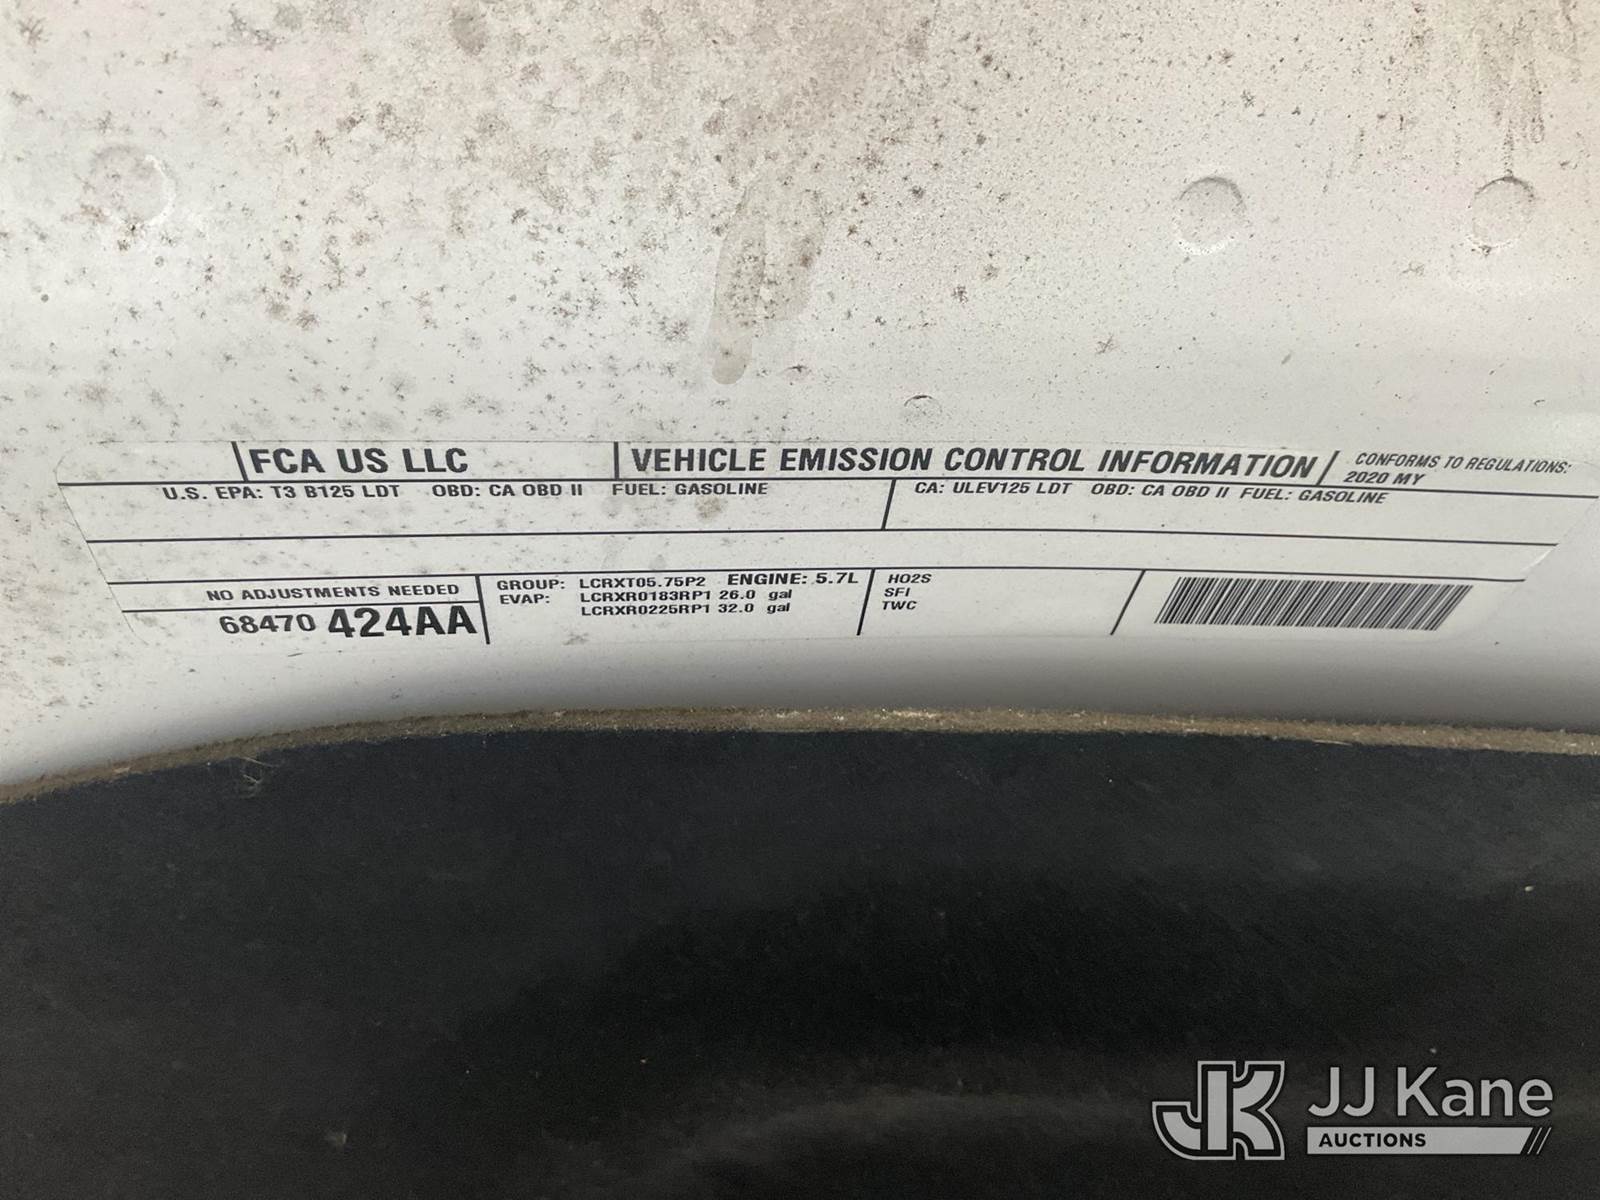 FCA US LLC
VEHICLE EMISSION CONTROL INFORMATION
CONFORMS TO REGULATIONS:
2020 MY
U.S. EPA: T3 B125 LDT OBD: CA OBD II FUEL: GASOLINE
CA: ULEV125 LDT OBD: CA OBD II FUEL: GASOLINE
NO ADJUSTMENTS NEEDED
68470 424AA
GROUP: LCRXT05.75P2 ENGINE: 5.7L
EVAP: LCRXR0183RP1 26.0 gal
LCRXR0225RP1 32.0 gal
HO2S
SFI
TWC
JK
JJ Kane
AUCTIONS